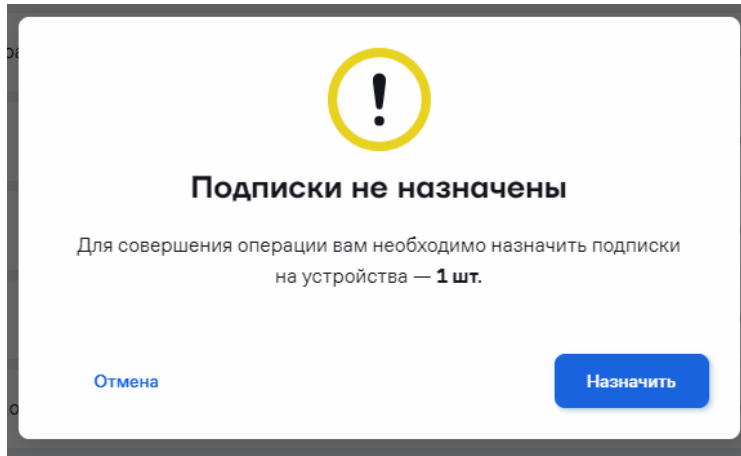 Подписки не назначены
Для совершения операции вам необходимо назначить подписки
на устройства — 1 шт.
Отмена
Назначить